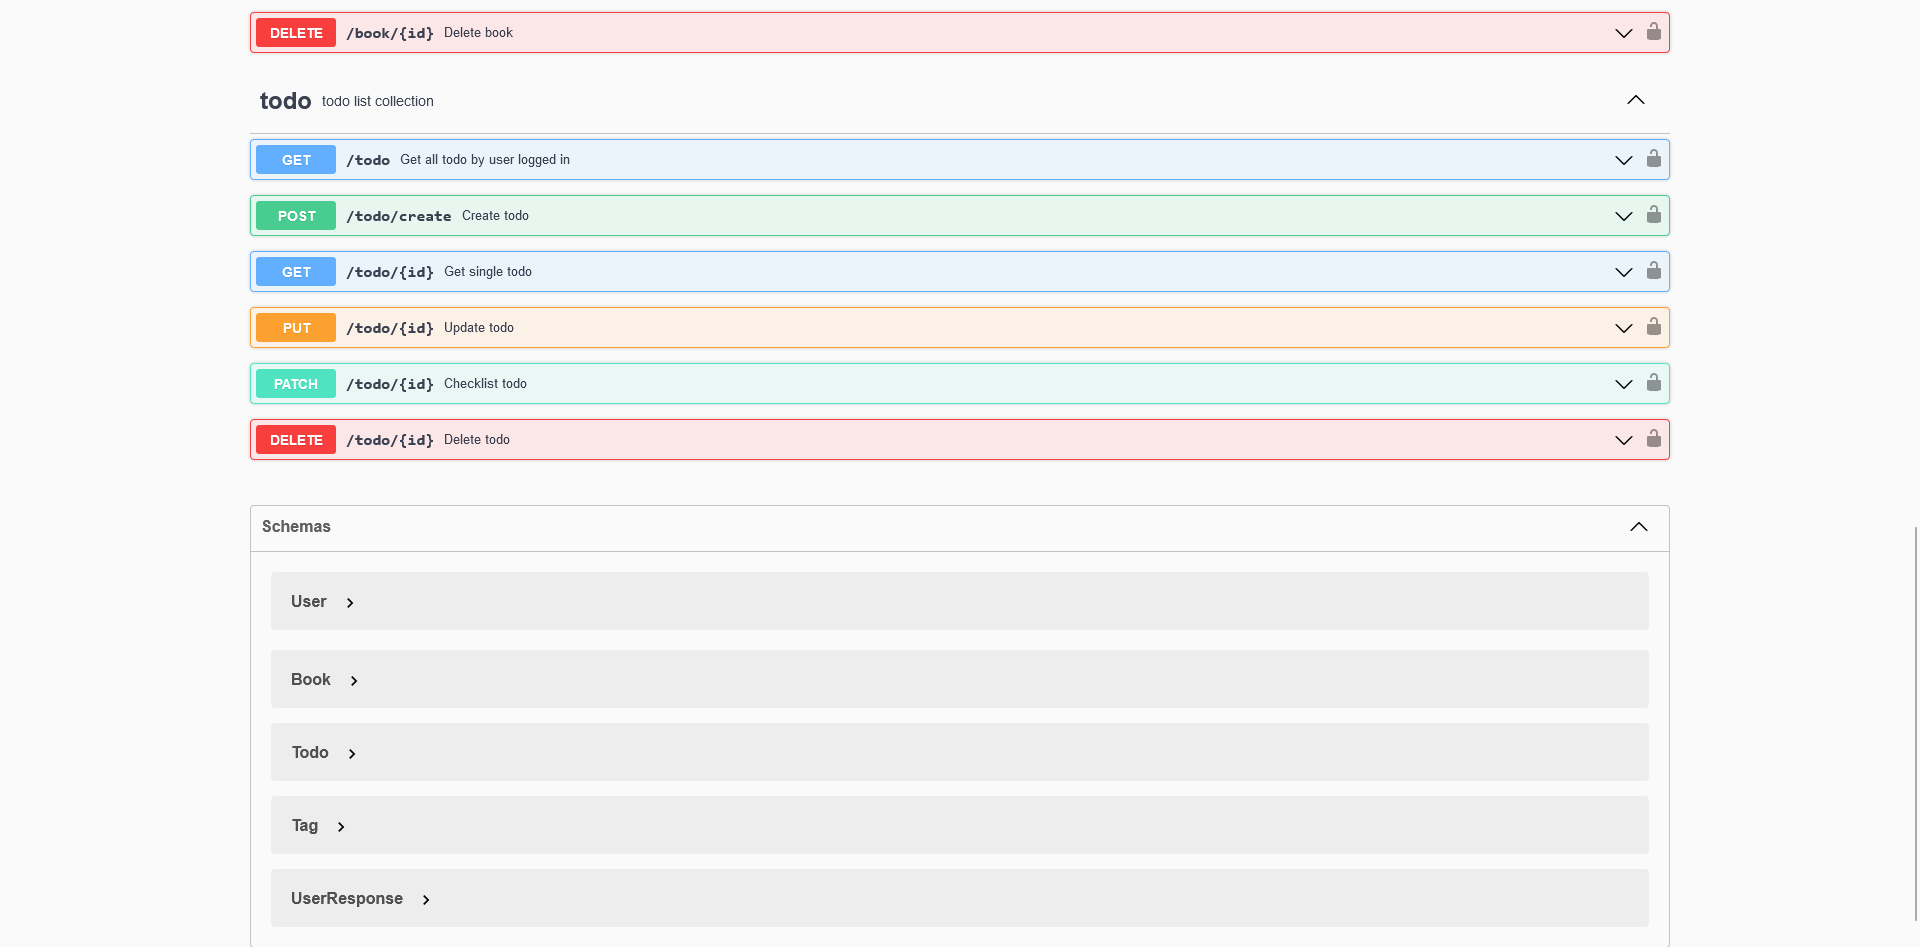 DELETE /book/{id} Delete book
todo todo list collection
GET /todo Get all todo by user logged in
POST /todo/create Create todo
GET /todo/{id} Get single todo
PUT /todo/{id} Update todo
PATCH /todo/{id} Checklist todo
DELETE /todo/{id} Delete todo
Schemas
User
Book
Todo
Tag
UserResponse